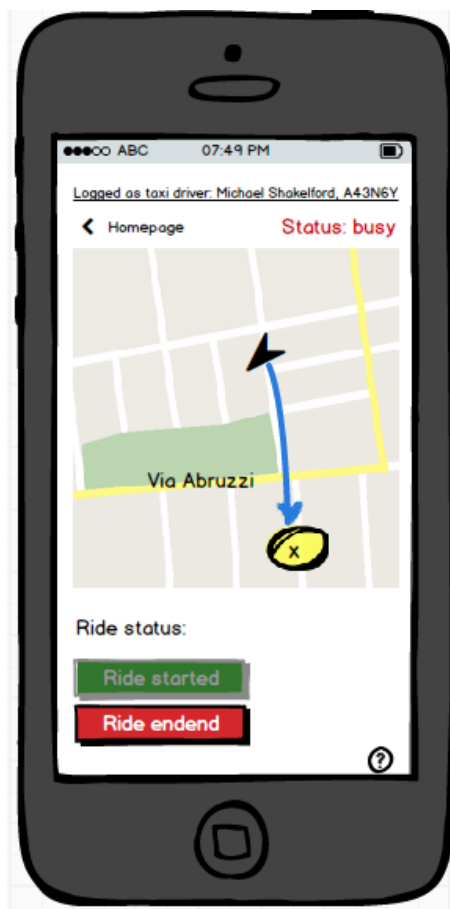 ABC 07:49 PM
Logged as taxi driver: Michael Shakelford, A43N6Y
Homepage Status: busy
Via Abruzzi
x
Ride status:
Ride started
Ride endend
?